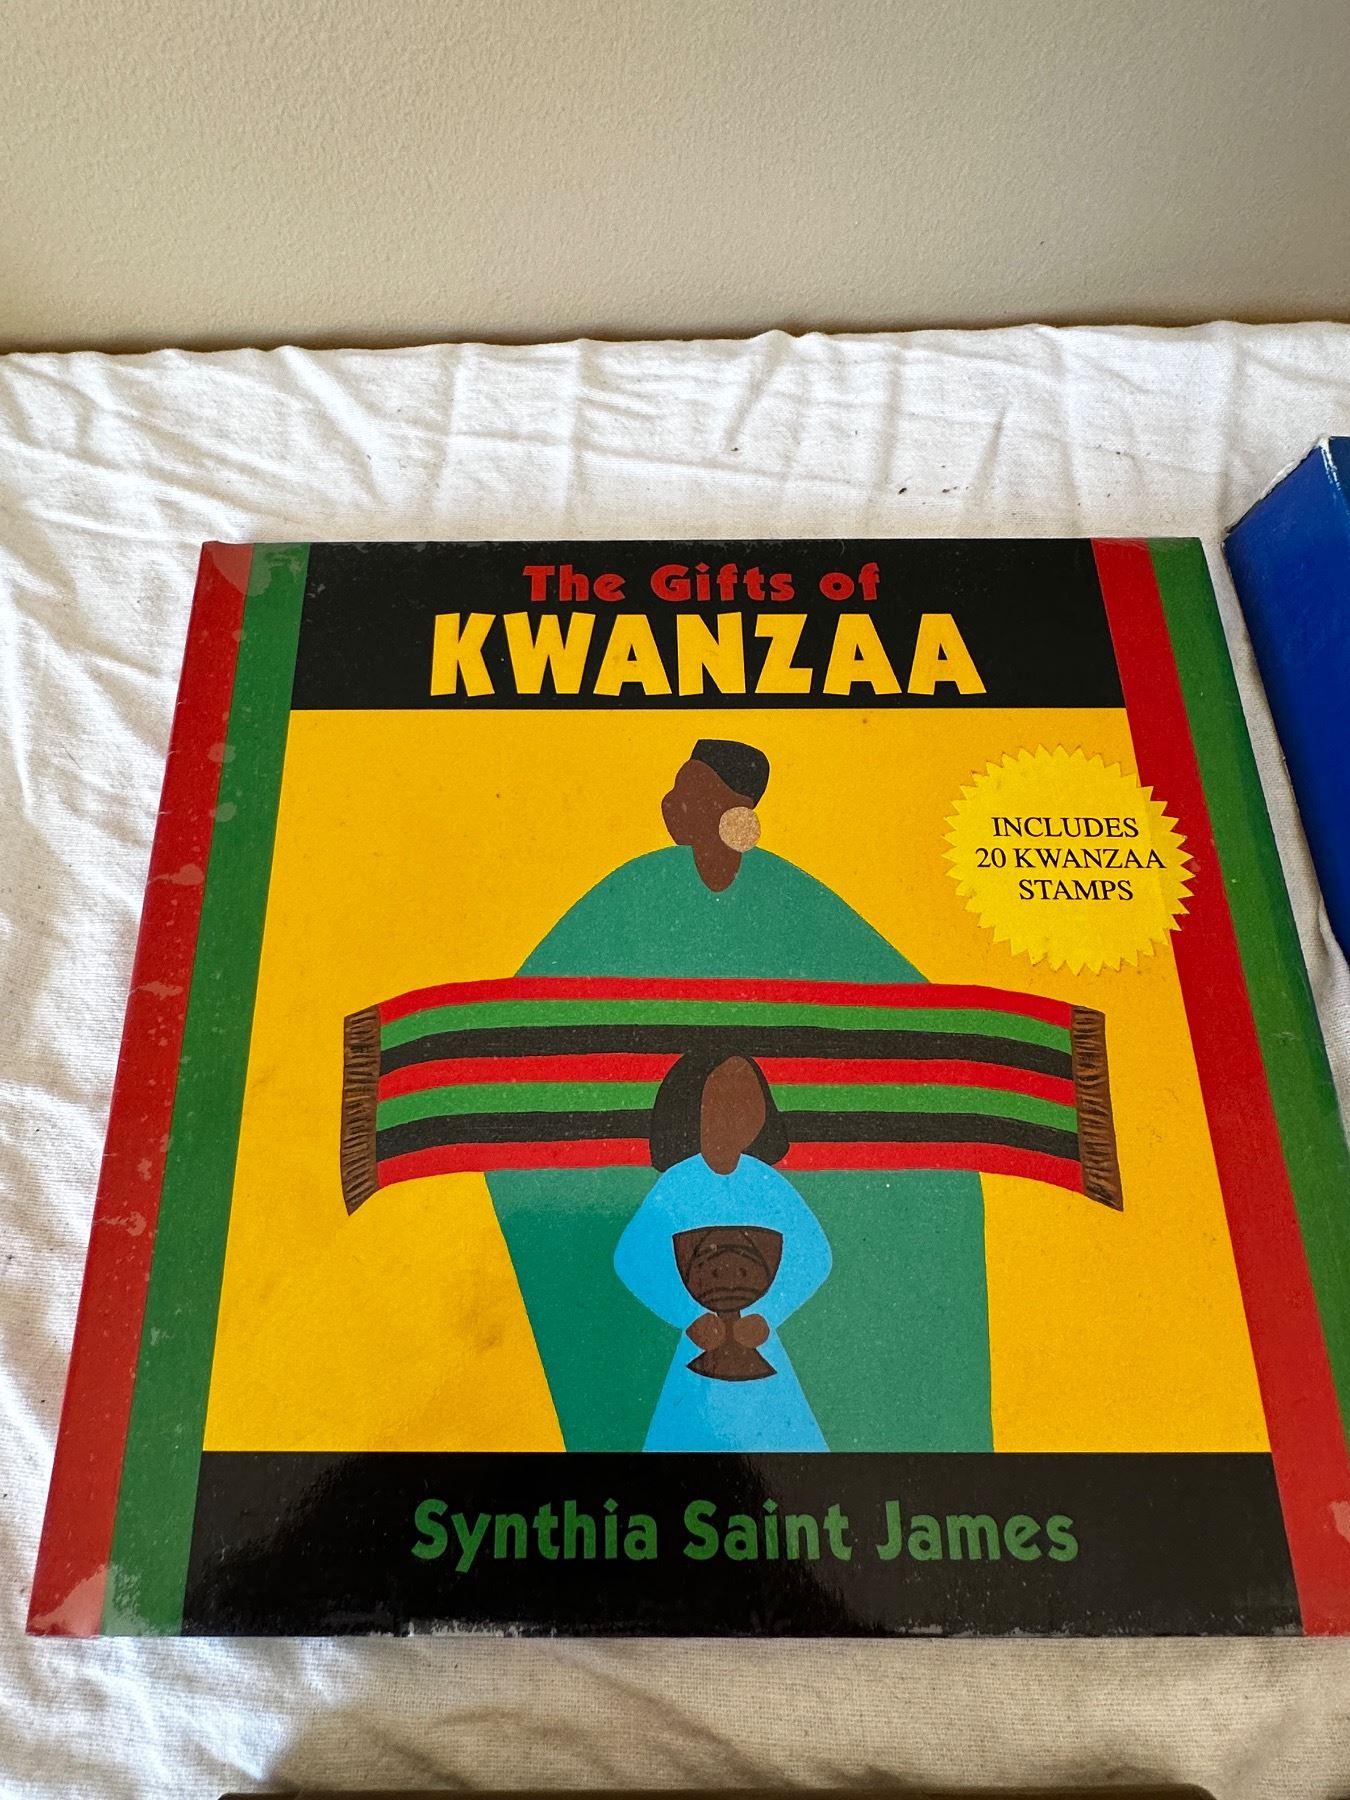 The Gifts of
KWANZAA
INCLUDES
20 KWANZAA
STAMPS
Synthia Saint James